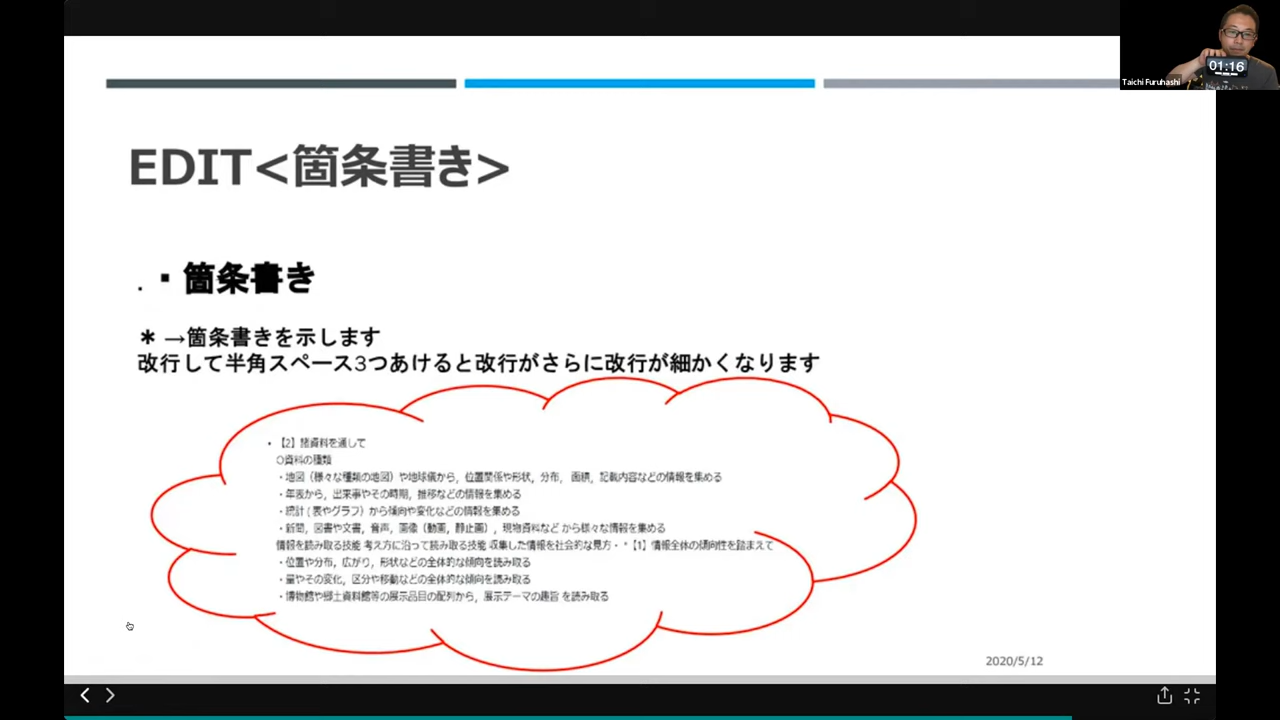 01:16
Taichi Furuhashi
EDIT<箇条書き>
. ▪ 箇条書き
＊ →箇条書きを示します
改行して半角スペース3つあけると改行がさらに改行が細かくなります
・【2】諸資料を通して
○資料の種類
・地図（様々な種類の地図）や地球儀から，位置関係や形状，分布， 面積，記載内容などの情報を集める
・年表から，出来事やその時期，推移などの情報を集める
・統計 ( 表やグラフ）から傾向や変化などの情報を集める
・新聞，図書や文書，音声，画像（動画，静止画），現物資料など から様々な情報を集める
情報を読み取る技能 考え方に沿って読み取る技能 収集した情報を社会的な見方・ *【1】情報全体の傾向性を踏まえて
・位置や分布，広がり，形状などの全体的な傾向を読み取る
・量やその変化，区分や移動などの全体的な傾向を読み取る
・博物館や郷土資料館等の展示品目の配列から，展示テーマの趣旨 を読み取る
2020/5/12